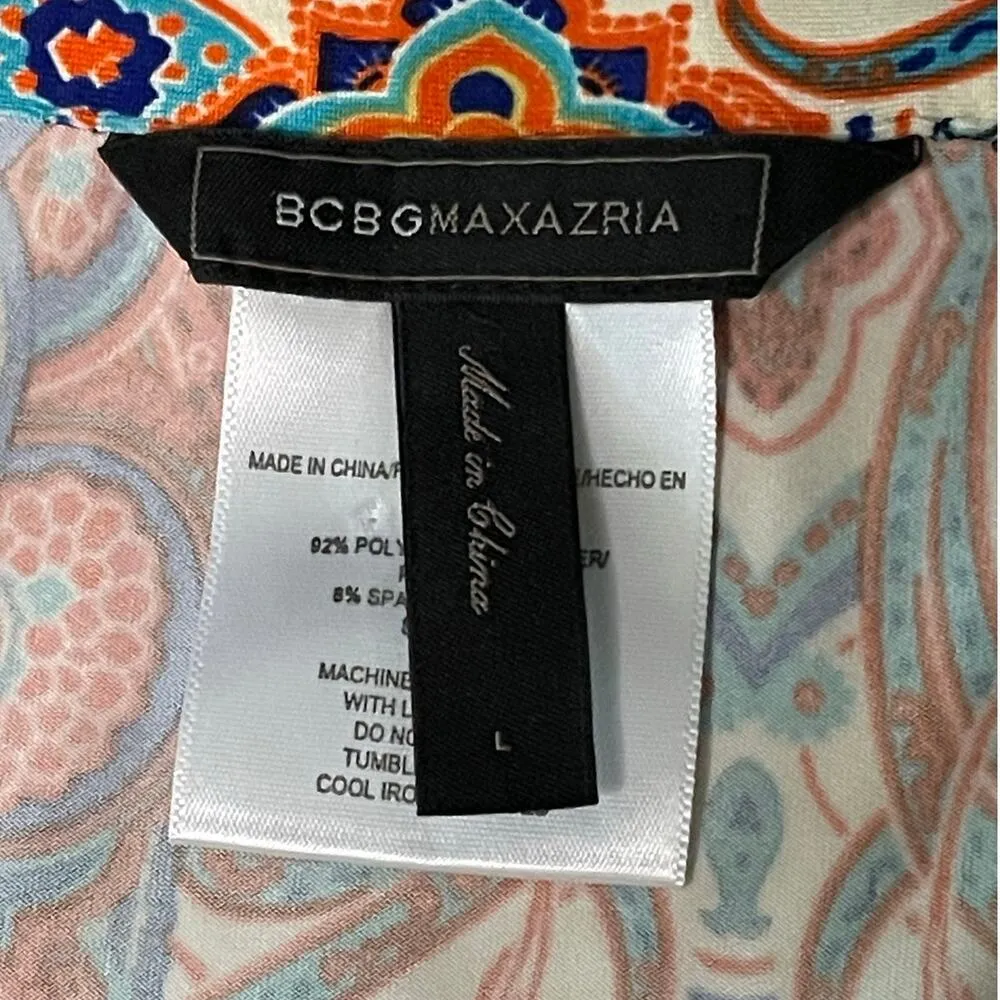 BCBGMAXAZRIA
Made in China
L
MADE IN CHINA/F /HECHO EN
92% POLY ER/
8% SPA
MACHINE
WITH L
DO NO
TUMBL
COOL IRO